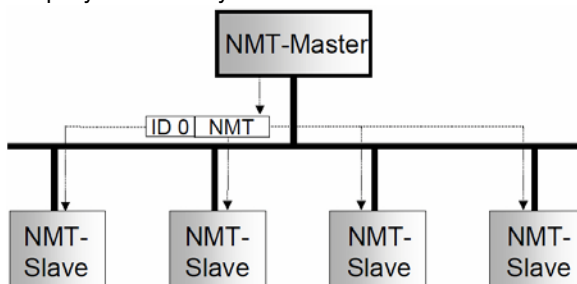 NMT-Master
ID 0 NMT
NMT- NMT- NMT- NMT-
Slave Slave Slave Slave